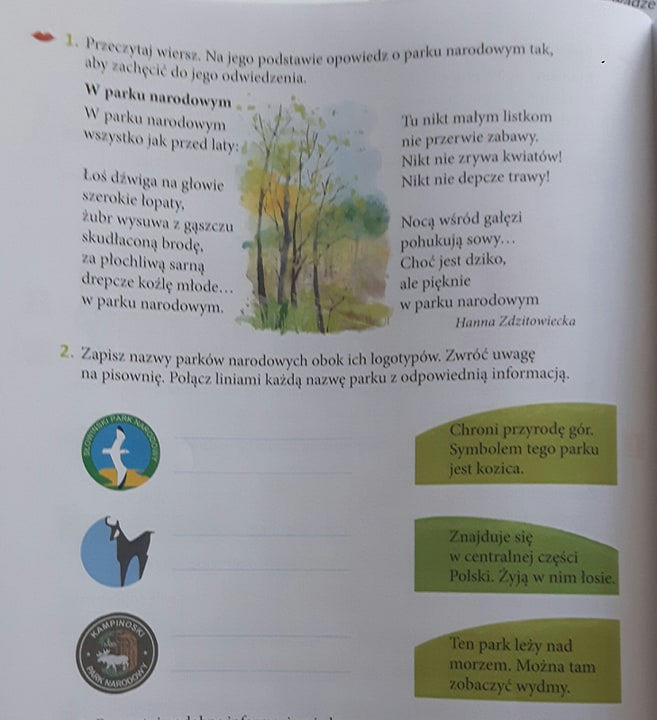 1. Przeczytaj wiersz. Na jego podstawie opowiedz o parku narodowym tak,
aby zachęcić do jego odwiedzenia.
W parku narodowym
W parku narodowym
wszystko jak przed laty:
Łoś dźwiga na głowie
szerokie łopaty,
żubr wysuwa z gąszczu
skudłaconą brodę,
za płochliwą sarną
drepcze koźlę młode...
w parku narodowym.
Tu nikt małym listkom
nie przerwie zabawy.
Nikt nie zrywa kwiatów!
Nikt nie depcze trawy!
Nocą wśród gałęzi
pohukują sowy...
Choć jest dziko,
ale pięknie
w parku narodowym
Hanna Zdzitowiecka
2. Zapisz nazwy parków narodowych obok ich logotypów. Zwróć uwagę
na pisownię. Połącz liniami każdą nazwę parku z odpowiednią informacją.
SŁOWIŃSKI PARK NARODOWY
Chroni przyrodę gór.
Symbolem tego parku
jest kozica.
Znajduje się
w centralnej części
Polski. Żyją w nim łosie.
KAMPINOSKI
PARK NARODOWY
Ten park leży nad
morzem. Można tam
zobaczyć wydmy.